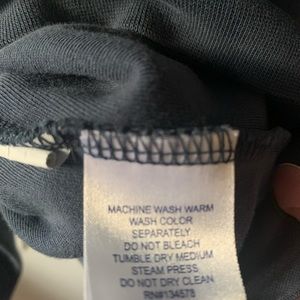 MACHINE WASH WARM
WASH COLOR
SEPARATELY
DO NOT BLEACH
TUMBLE DRY MEDIUM
STEAM PRESS
DO NOT DRY CLEAN
RN#134578